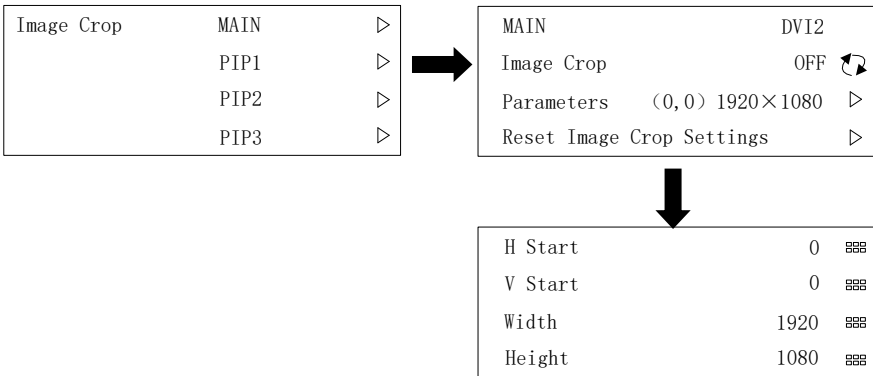 Image Crop MAIN
PIP1
PIP2
PIP3
MAIN DVI2
Image Crop OFF
Parameters （0,0）1920×1080
Reset Image Crop Settings
H Start 0
V Start 0
Width 1920
Height 1080